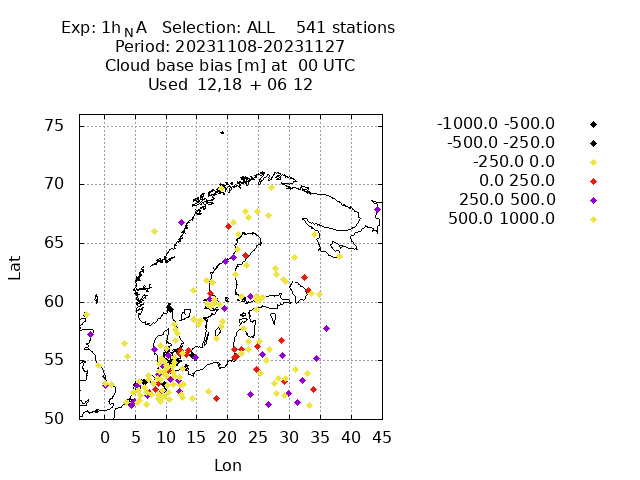 Exp: 1h_NA Selection: ALL 541 stations
Period: 20231108-20231127
Cloud base bias [m] at 00 UTC
Used 12,18 + 06 12
-1000.0 -500.0
-500.0 -250.0
-250.0 0.0
0.0 250.0
250.0 500.0
500.0 1000.0
75
70
65
60
55
50
Lat
0 5 10 15 20 25 30 35 40 45
Lon